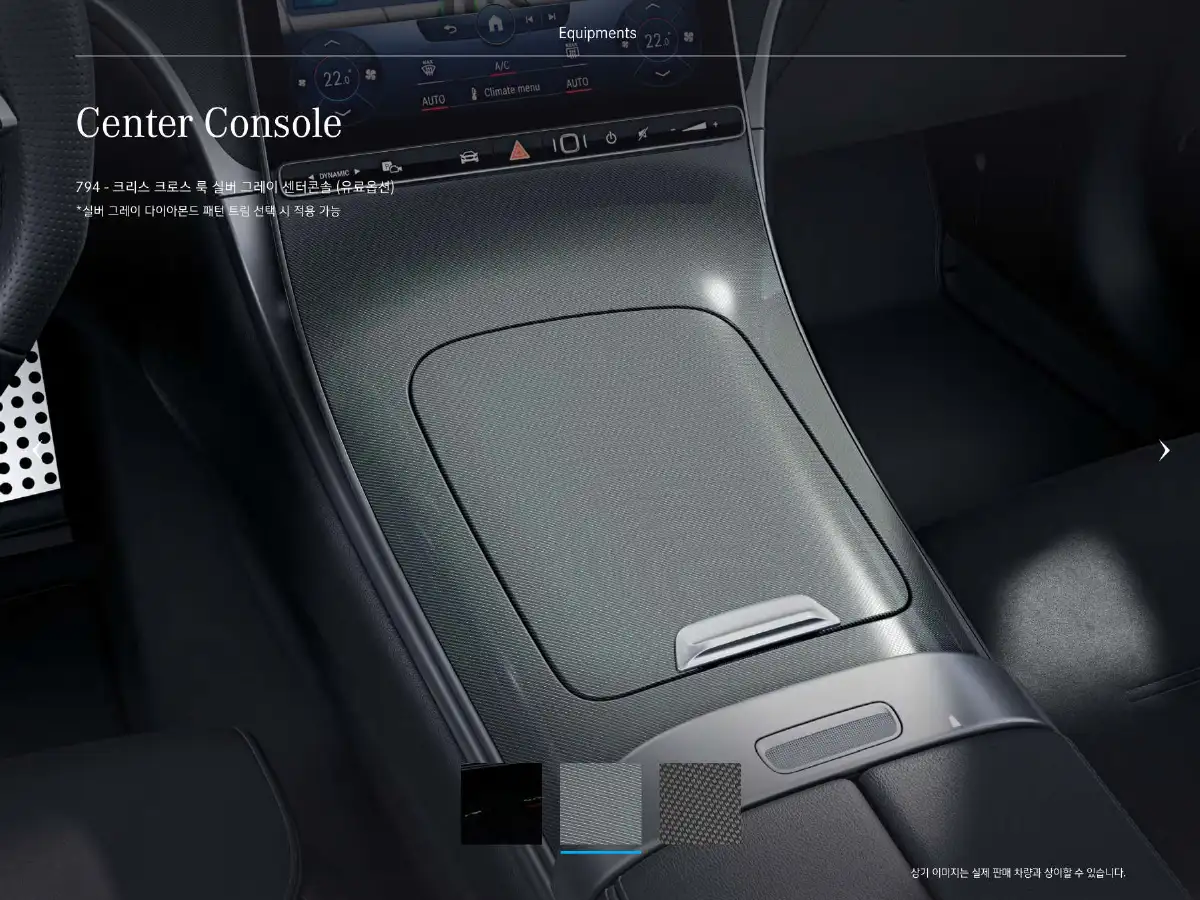 Equipments
22.0
22.0
MAX
REAR
A/C
AUTO
Climate menu
AUTO
Center Console
DYNAMIC
794 - 크리스 크로스 룩 실버 그레이 센터콘솔 (유료옵션)
*실버 그레이 다이아몬드 패턴 트림 선택 시 적용 가능
상기 이미지는 실제 판매 차량과 상이할 수 있습니다.